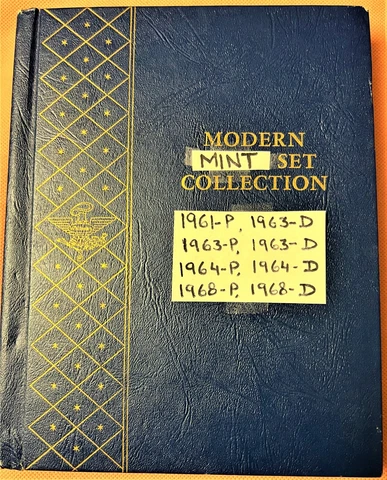 MODERN
MINT SET
COLLECTION
1961-P, 1963-D
1963-P, 1963-D
1964-P, 1964-D
1968-P, 1968-D